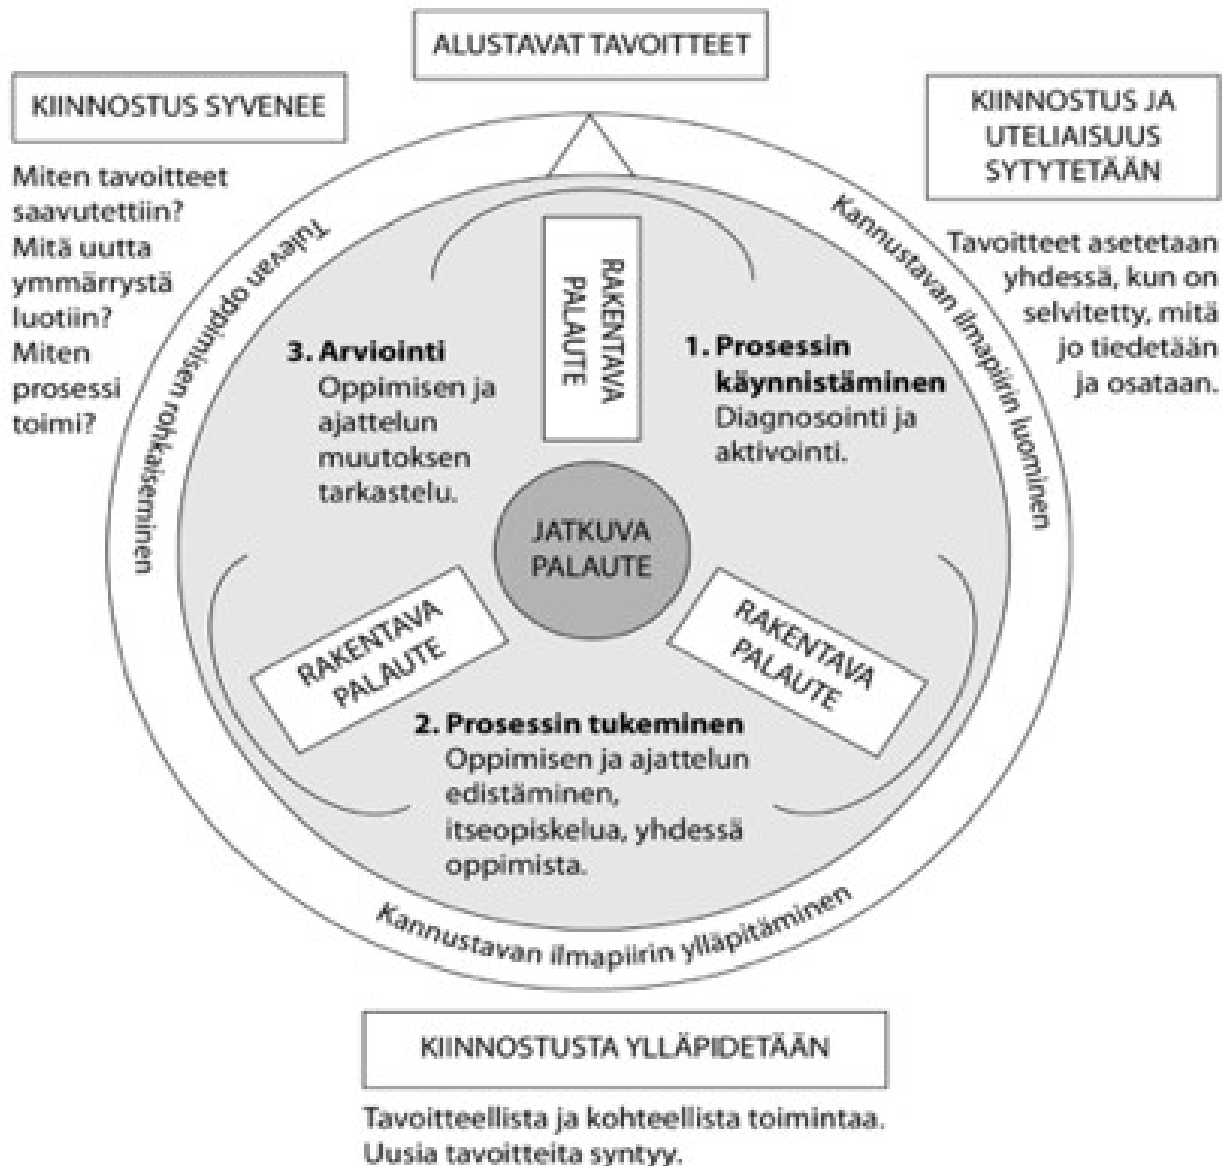 ALUSTAVAT TAVOITTEET
KIINNOSTUS SYVENEE
Miten tavoitteet
saavutettiin?
Mitä uutta
ymmärrystä
luotiin?
Miten
prosessi
toimi?
KIINNOSTUS JA
UTELIAISUUS
SYTYTETÄÄN
Tavoitteet asetetaan
yhdessä, kun on
selvitetty, mitä
jo tiedetään
ja osataan.
Tulevan oppimisen rohkaiseminen
Kannustavan ilmapiirin luominen
RAKENTAVA
PALAUTE
3. Arviointi
Oppimisen ja
ajattelun
muutoksen
tarkastelu.
1. Prosessin
käynnistäminen
Diagnosointi ja
aktivointi.
JATKUVA
PALAUTE
RAKENTAVA
PALAUTE
RAKENTAVA
PALAUTE
2. Prosessin tukeminen
Oppimisen ja ajattelun
edistäminen,
itseopiskelua, yhdessä
oppimista.
Kannustavan ilmapiirin ylläpitäminen
KIINNOSTUSTA YLLÄPIDETÄÄN
Tavoitteellista ja kohteellista toimintaa.
Uusia tavoitteita syntyy.